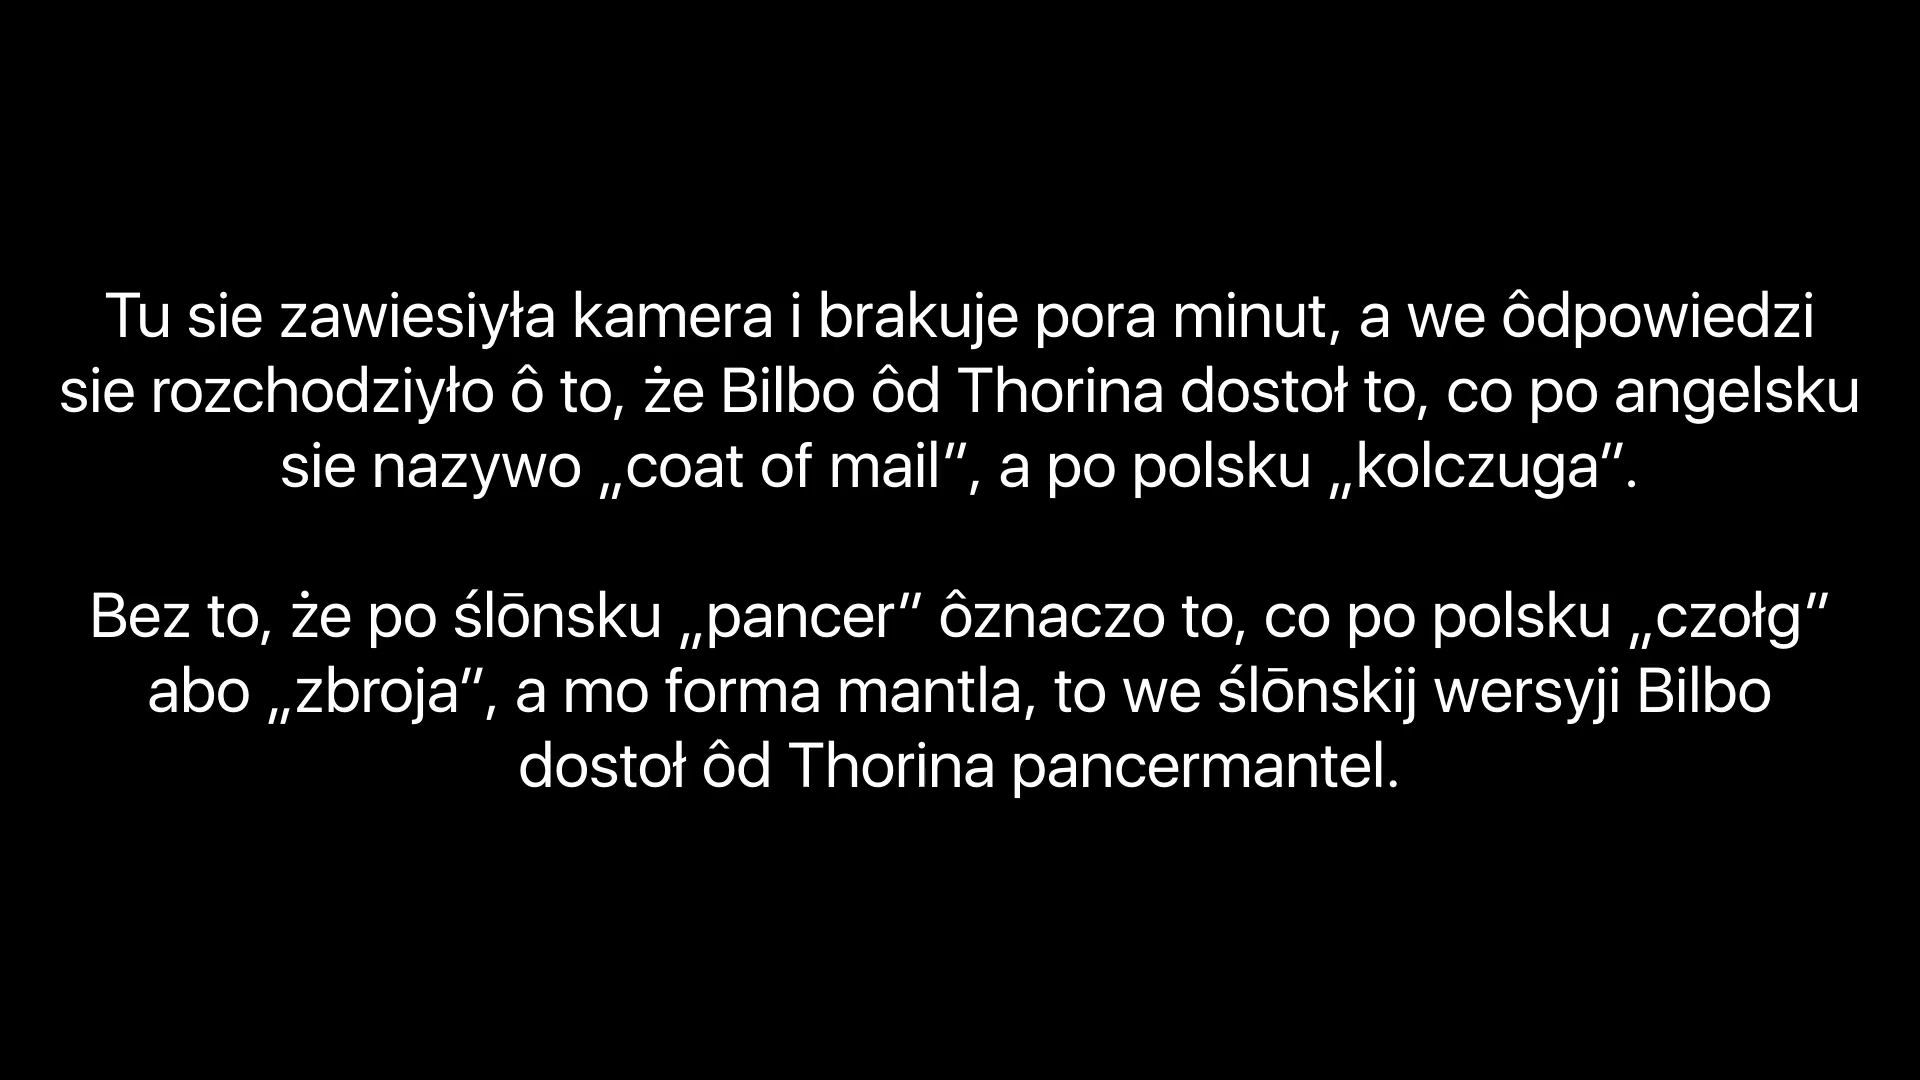 Tu sie zawiesiyła kamera i brakuje pora minut, a we ôdpowiedzi
sie rozchodziyło ô to, że Bilbo ôd Thorina dostoł to, co po angelsku
sie nazywo „coat of mail”, a po polsku „kolczuga”.
Bez to, że po ślōnsku „pancer” ôznaczo to, co po polsku „czołg”
abo „zbroja”, a mo forma mantla, to we ślōnskij wersyji Bilbo
dostoł ôd Thorina pancermantel.